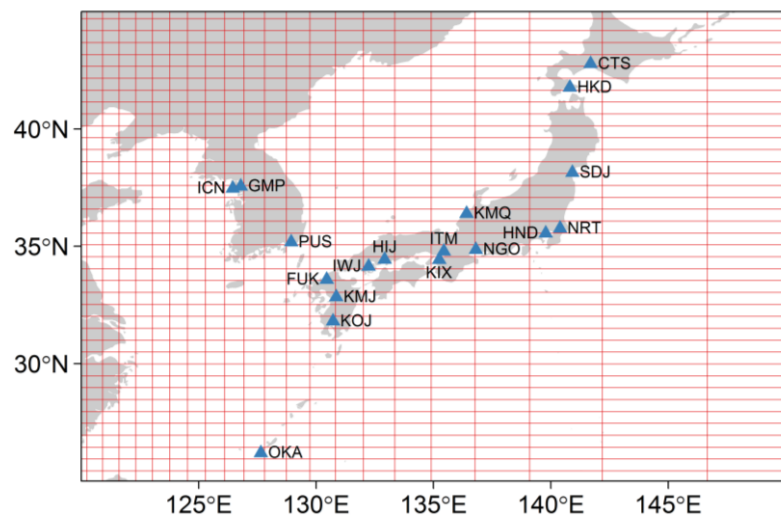 CTS
HKD
40°N
SDJ
ICN
GMP
KMQ
HND
NRT
PUS
ITM
35°N
HIJ
NGO
IWJ
KIX
FUK
KMJ
KOJ
30°N
OKA
125°E
130°E
135°E
140°E
145°E